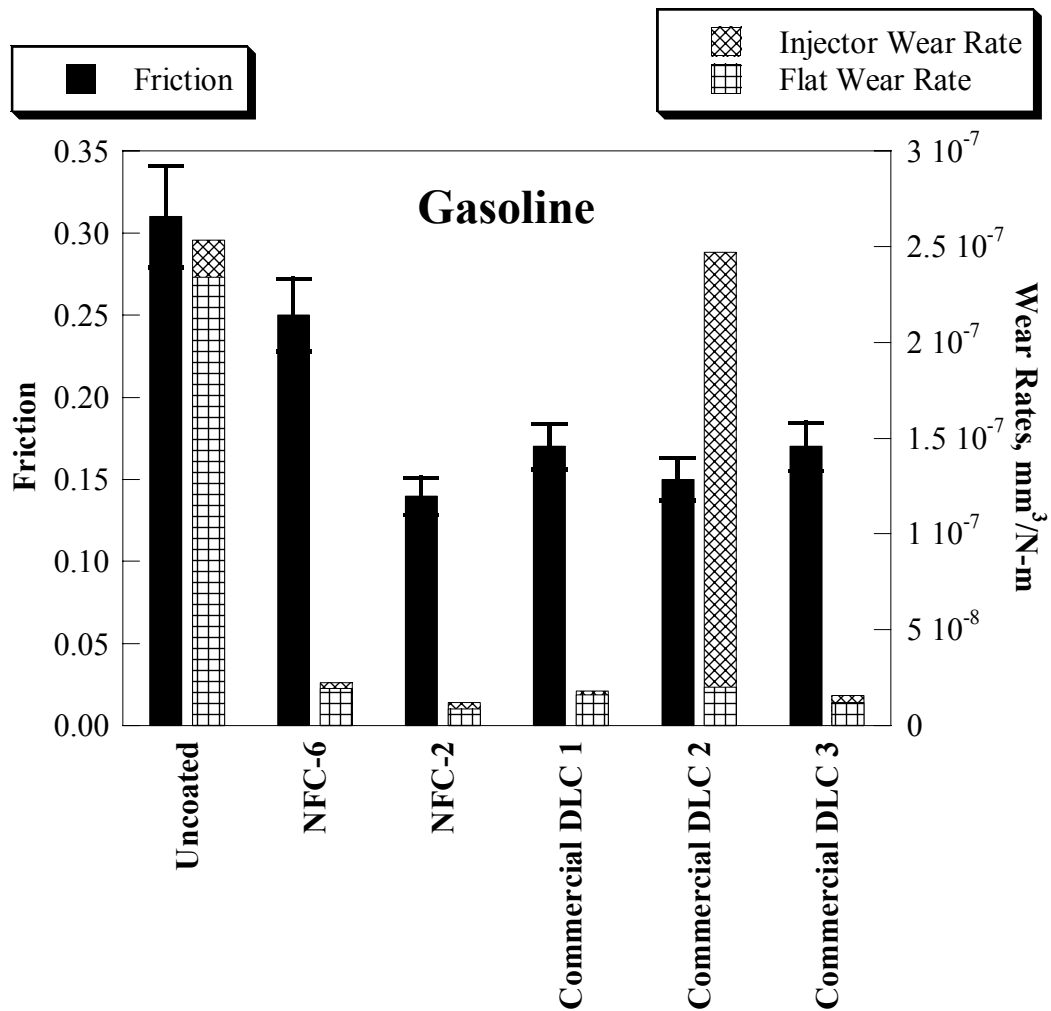 Friction
Injector Wear Rate
Flat Wear Rate
Gasoline
Friction
0.35
0.30
0.25
0.20
0.15
0.10
0.05
0.00
3 10⁻⁷
2.5 10⁻⁷
2 10⁻⁷
1.5 10⁻⁷
1 10⁻⁷
5 10⁻⁸
0
Wear Rates, mm³/N-m
Uncoated
NFC-6
NFC-2
Commercial DLC 1
Commercial DLC 2
Commercial DLC 3